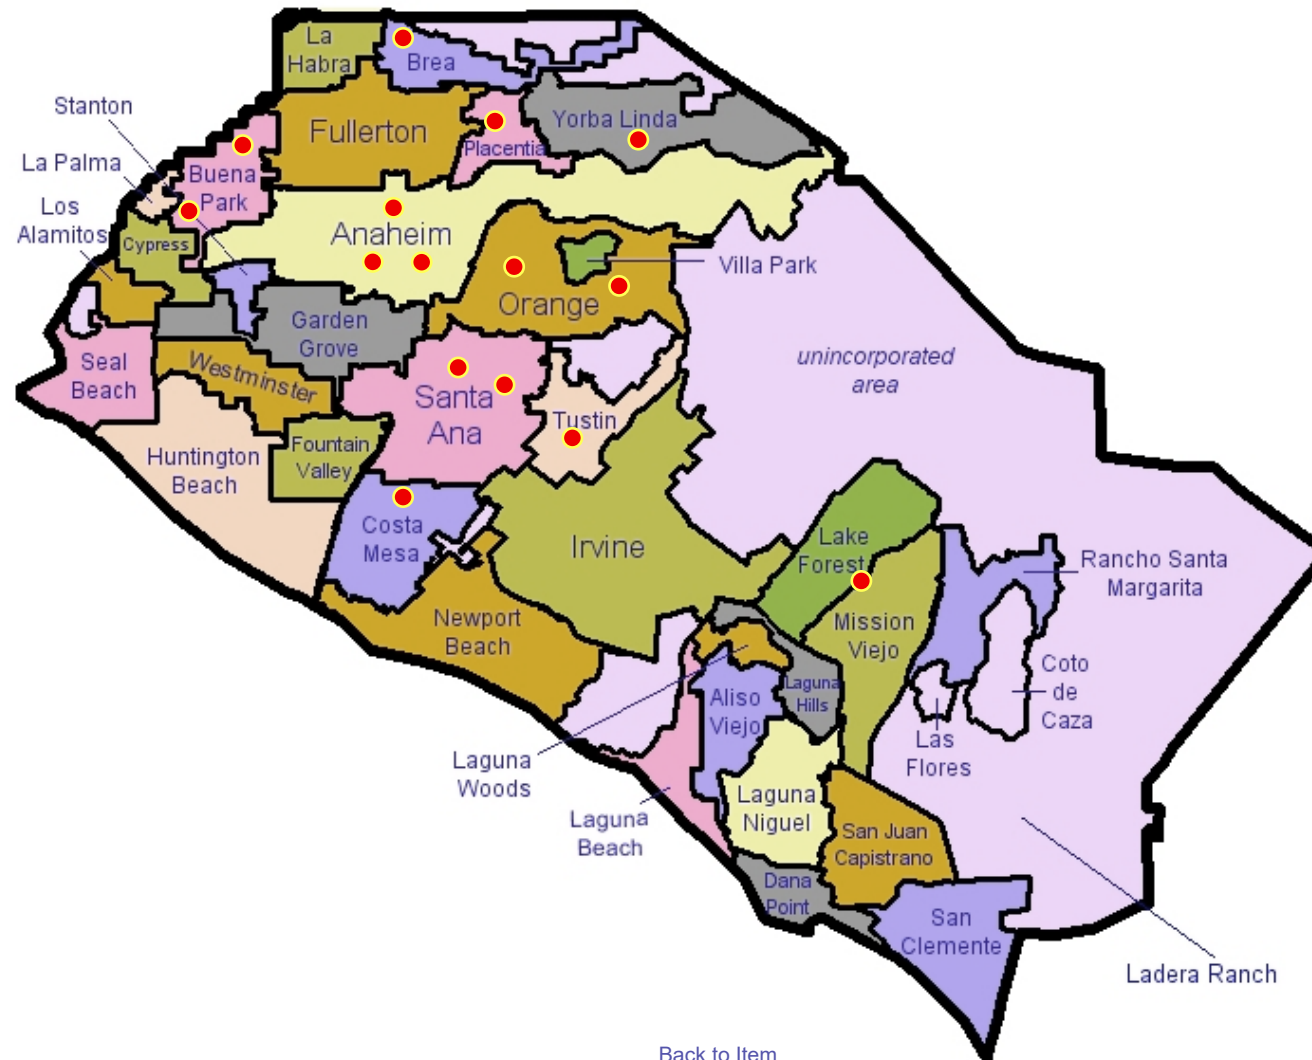 La
Habra
Brea
Stanton
Fullerton
Yorba Linda
Placentia
La Palma
Buena
Park
Los
Alamitos
Cypress
Anaheim
Villa Park
Orange
Garden
Grove
Seal
Beach
Westminster
Santa
Ana
Tustin
unincorporated
area
Huntington
Beach
Fountain
Valley
Costa
Mesa
Irvine
Lake
Forest
Rancho Santa
Margarita
Newport
Beach
Mission
Viejo
Coto
de
Caza
Laguna
Hills
Aliso
Viejo
Las
Flores
Laguna
Woods
Laguna
Beach
Laguna
Niguel
San Juan
Capistrano
Dana
Point
San
Clemente
Ladera Ranch
Back to Item